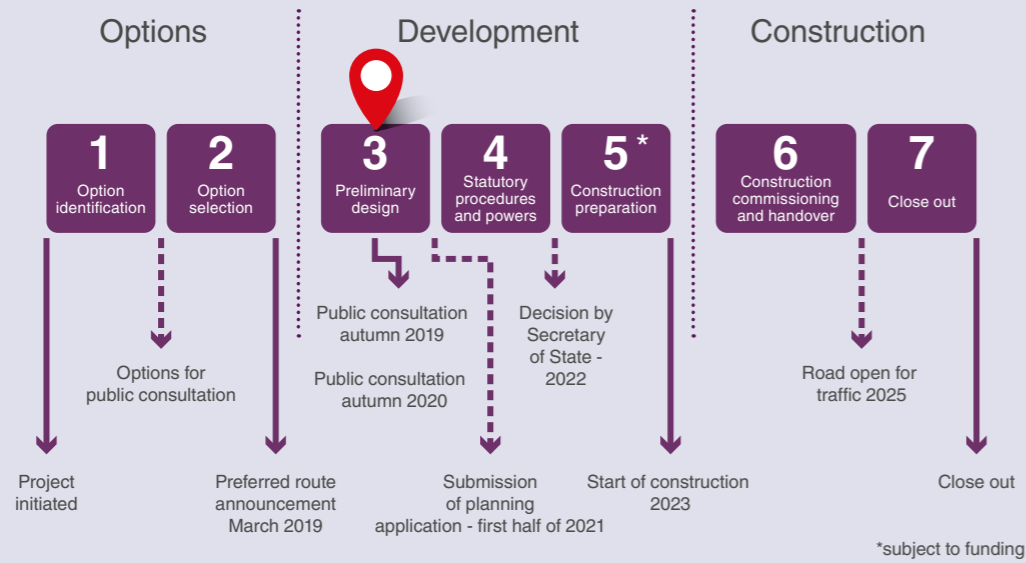 Options
Development
Construction
1
Option
identification
2
Option
selection
3
Preliminary
design
4
Statutory
procedures
and powers
5 *
Construction
preparation
6
Construction
commissioning
and handover
7
Close out
Public consultation
autumn 2019
Public consultation
autumn 2020
Decision by
Secretary
of State -
2022
Options for
public consultation
Road open for
traffic 2025
Project
initiated
Preferred route
announcement
March 2019
Submission
of planning
application - first half of 2021
Start of construction
2023
Close out
*subject to funding